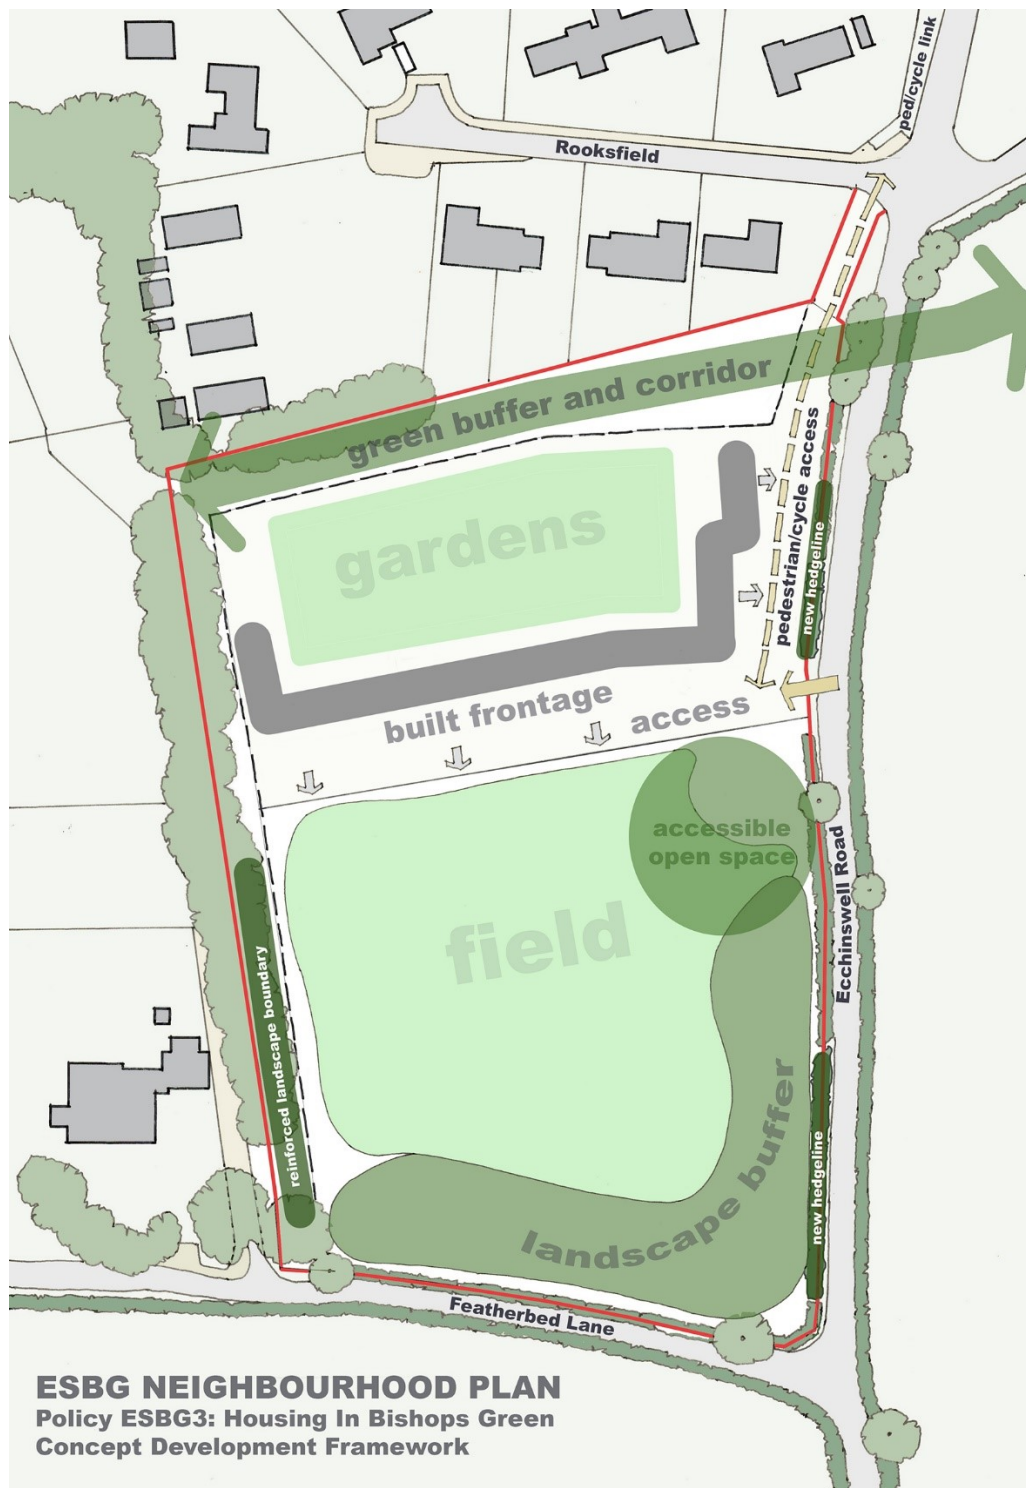 ped/cycle link
Rooksfield
green buffer and corridor
pedestrian/cycle access
gardens
new hedgeline
built frontage
access
accessible
open space
Ecchinswell Road
field
reinforced landscape boundary
landscape buffer
new hedgeline
Featherbed Lane
ESBG NEIGHBOURHOOD PLAN
Policy ESBG3: Housing In Bishops Green
Concept Development Framework